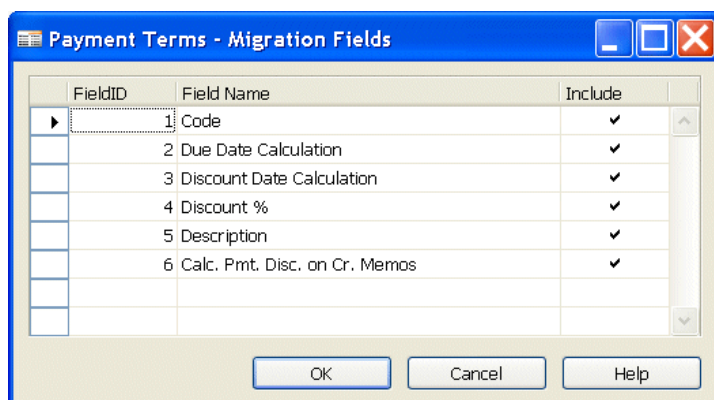 Payment Terms - Migration Fields
FieldID Field Name Include
1 Code
2 Due Date Calculation
3 Discount Date Calculation
4 Discount %
5 Description
6 Calc. Pmt. Disc. on Cr. Memos
OK Cancel Help